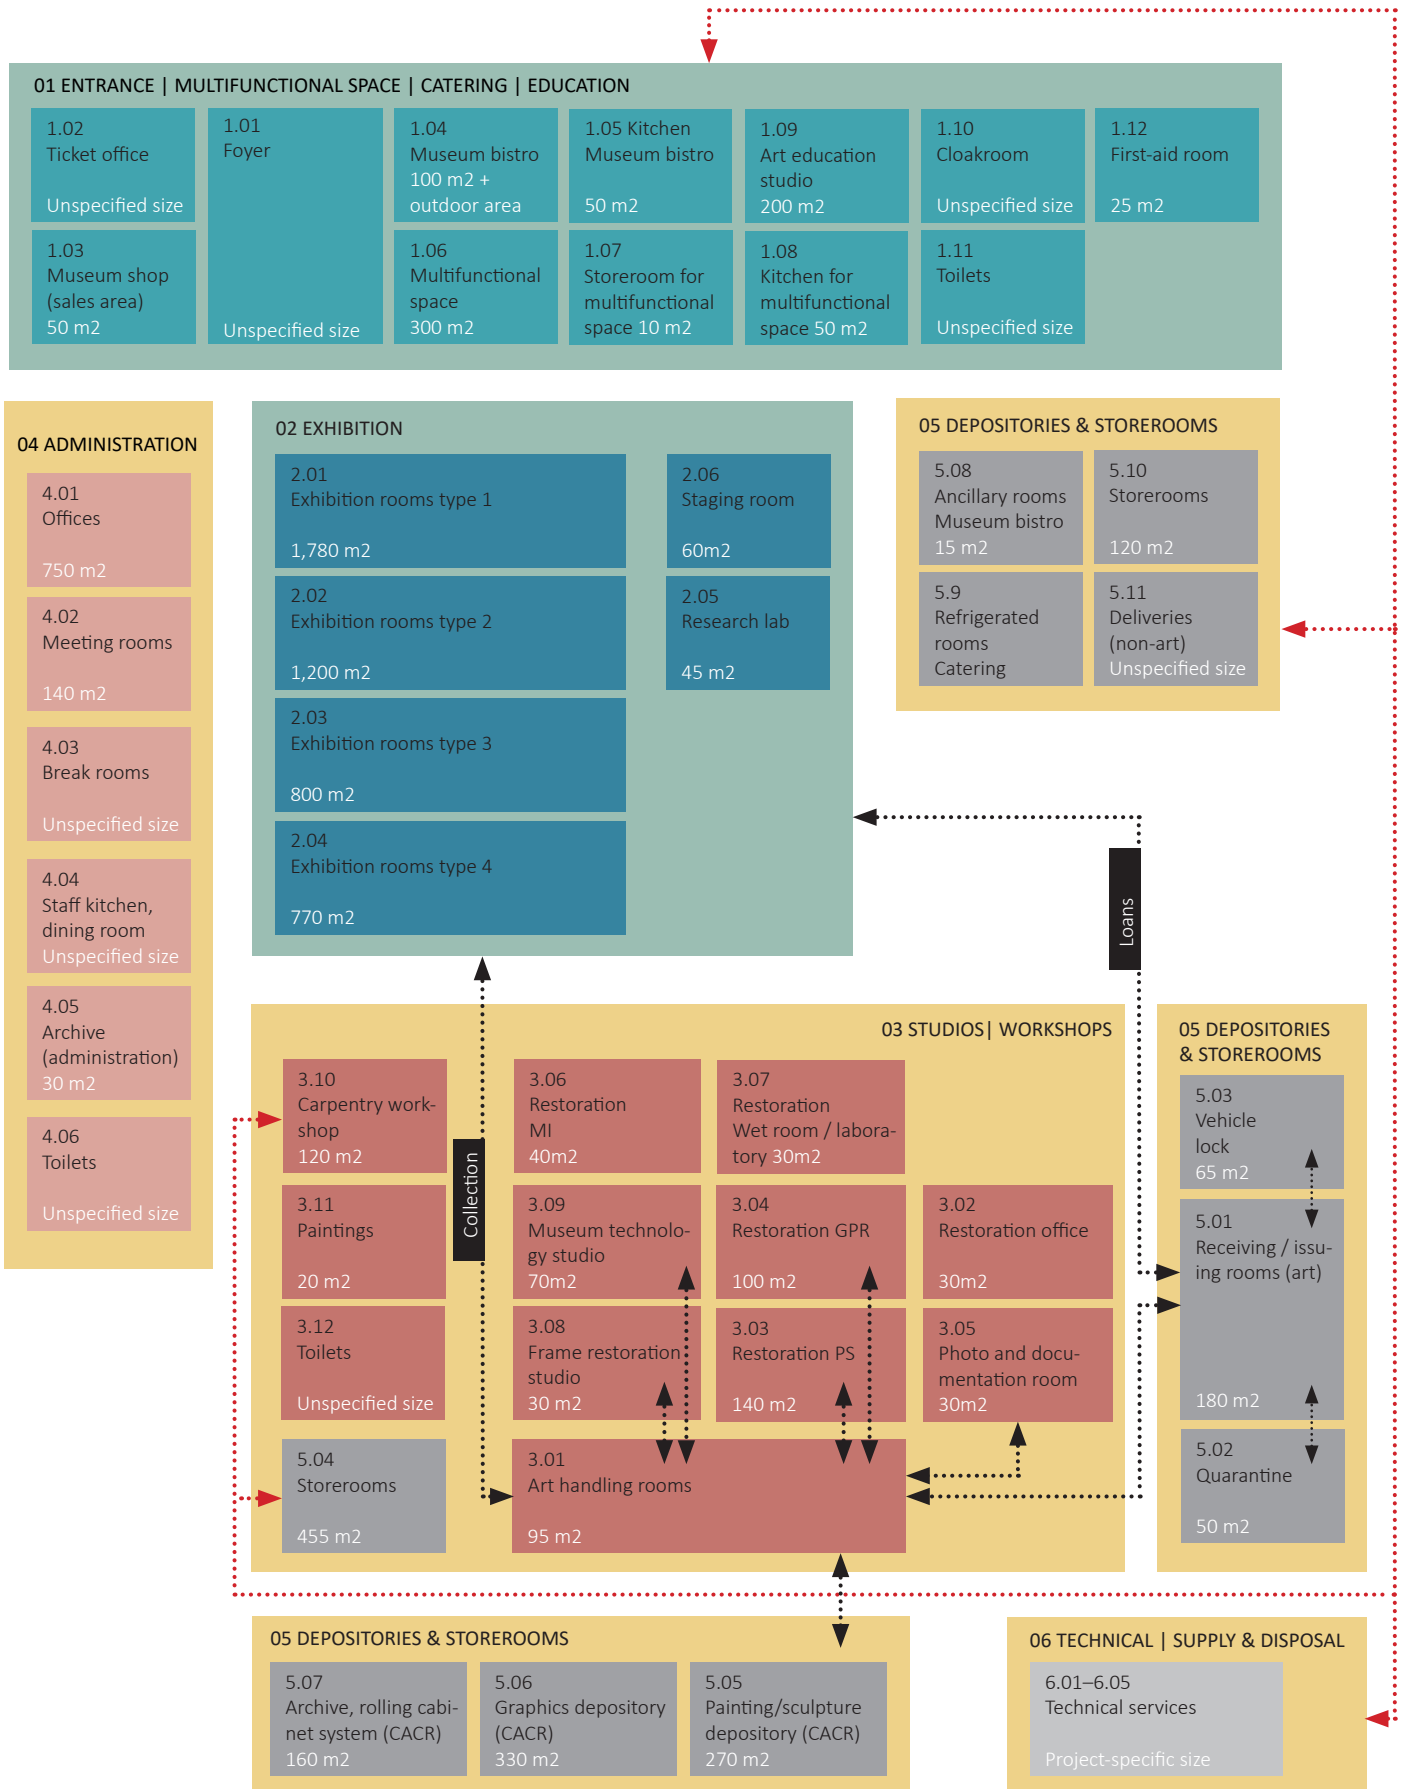 01 ENTRANCE | MULTIFUNCTIONAL SPACE | CATERING | EDUCATION
1.02
Ticket office
Unspecified size
1.01
Foyer
Unspecified size
1.04
Museum bistro
100 m2 +
outdoor area
1.05 Kitchen
Museum bistro
50 m2
1.09
Art education
studio
200 m2
1.10
Cloakroom
Unspecified size
1.12
First-aid room
25 m2
1.03
Museum shop
(sales area)
50 m2
1.06
Multifunctional
space
300 m2
1.07
Storeroom for
multifunctional
space 10 m2
1.08
Kitchen for
multifunctional
space 50 m2
1.11
Toilets
Unspecified size
04 ADMINISTRATION
4.01
Offices
750 m2
4.02
Meeting rooms
140 m2
4.03
Break rooms
Unspecified size
4.04
Staff kitchen,
dining room
Unspecified size
4.05
Archive
(administration)
30 m2
4.06
Toilets
Unspecified size
02 EXHIBITION
2.01
Exhibition rooms type 1
1,780 m2
2.02
Exhibition rooms type 2
1,200 m2
2.03
Exhibition rooms type 3
800 m2
2.04
Exhibition rooms type 4
770 m2
2.06
Staging room
60m2
2.05
Research lab
45 m2
05 DEPOSITORIES & STOREROOMS
5.08
Ancillary rooms
Museum bistro
15 m2
5.10
Storerooms
120 m2
5.9
Refrigerated
rooms
Catering
5.11
Deliveries
(non-art)
Unspecified size
Loans
Collection
03 STUDIOS| WORKSHOPS
3.10
Carpentry work-
shop
120 m2
3.06
Restoration
MI
40m2
3.07
Restoration
Wet room / labora-
tory 30m2
3.11
Paintings
20 m2
3.09
Museum technolo-
gy studio
70m2
3.04
Restoration GPR
100 m2
3.02
Restoration office
30m2
3.12
Toilets
Unspecified size
3.08
Frame restoration
studio
30 m2
3.03
Restoration PS
140 m2
3.05
Photo and docu-
mentation room
30m2
5.04
Storerooms
455 m2
3.01
Art handling rooms
95 m2
05 DEPOSITORIES
& STOREROOMS
5.03
Vehicle
lock
65 m2
5.01
Receiving / issu-
ing rooms (art)
180 m2
5.02
Quarantine
50 m2
05 DEPOSITORIES & STOREROOMS
5.07
Archive, rolling cabi-
net system (CACR)
160 m2
5.06
Graphics depository
(CACR)
330 m2
5.05
Painting/sculpture
depository (CACR)
270 m2
06 TECHNICAL | SUPPLY & DISPOSAL
6.01–6.05
Technical services
Project-specific size